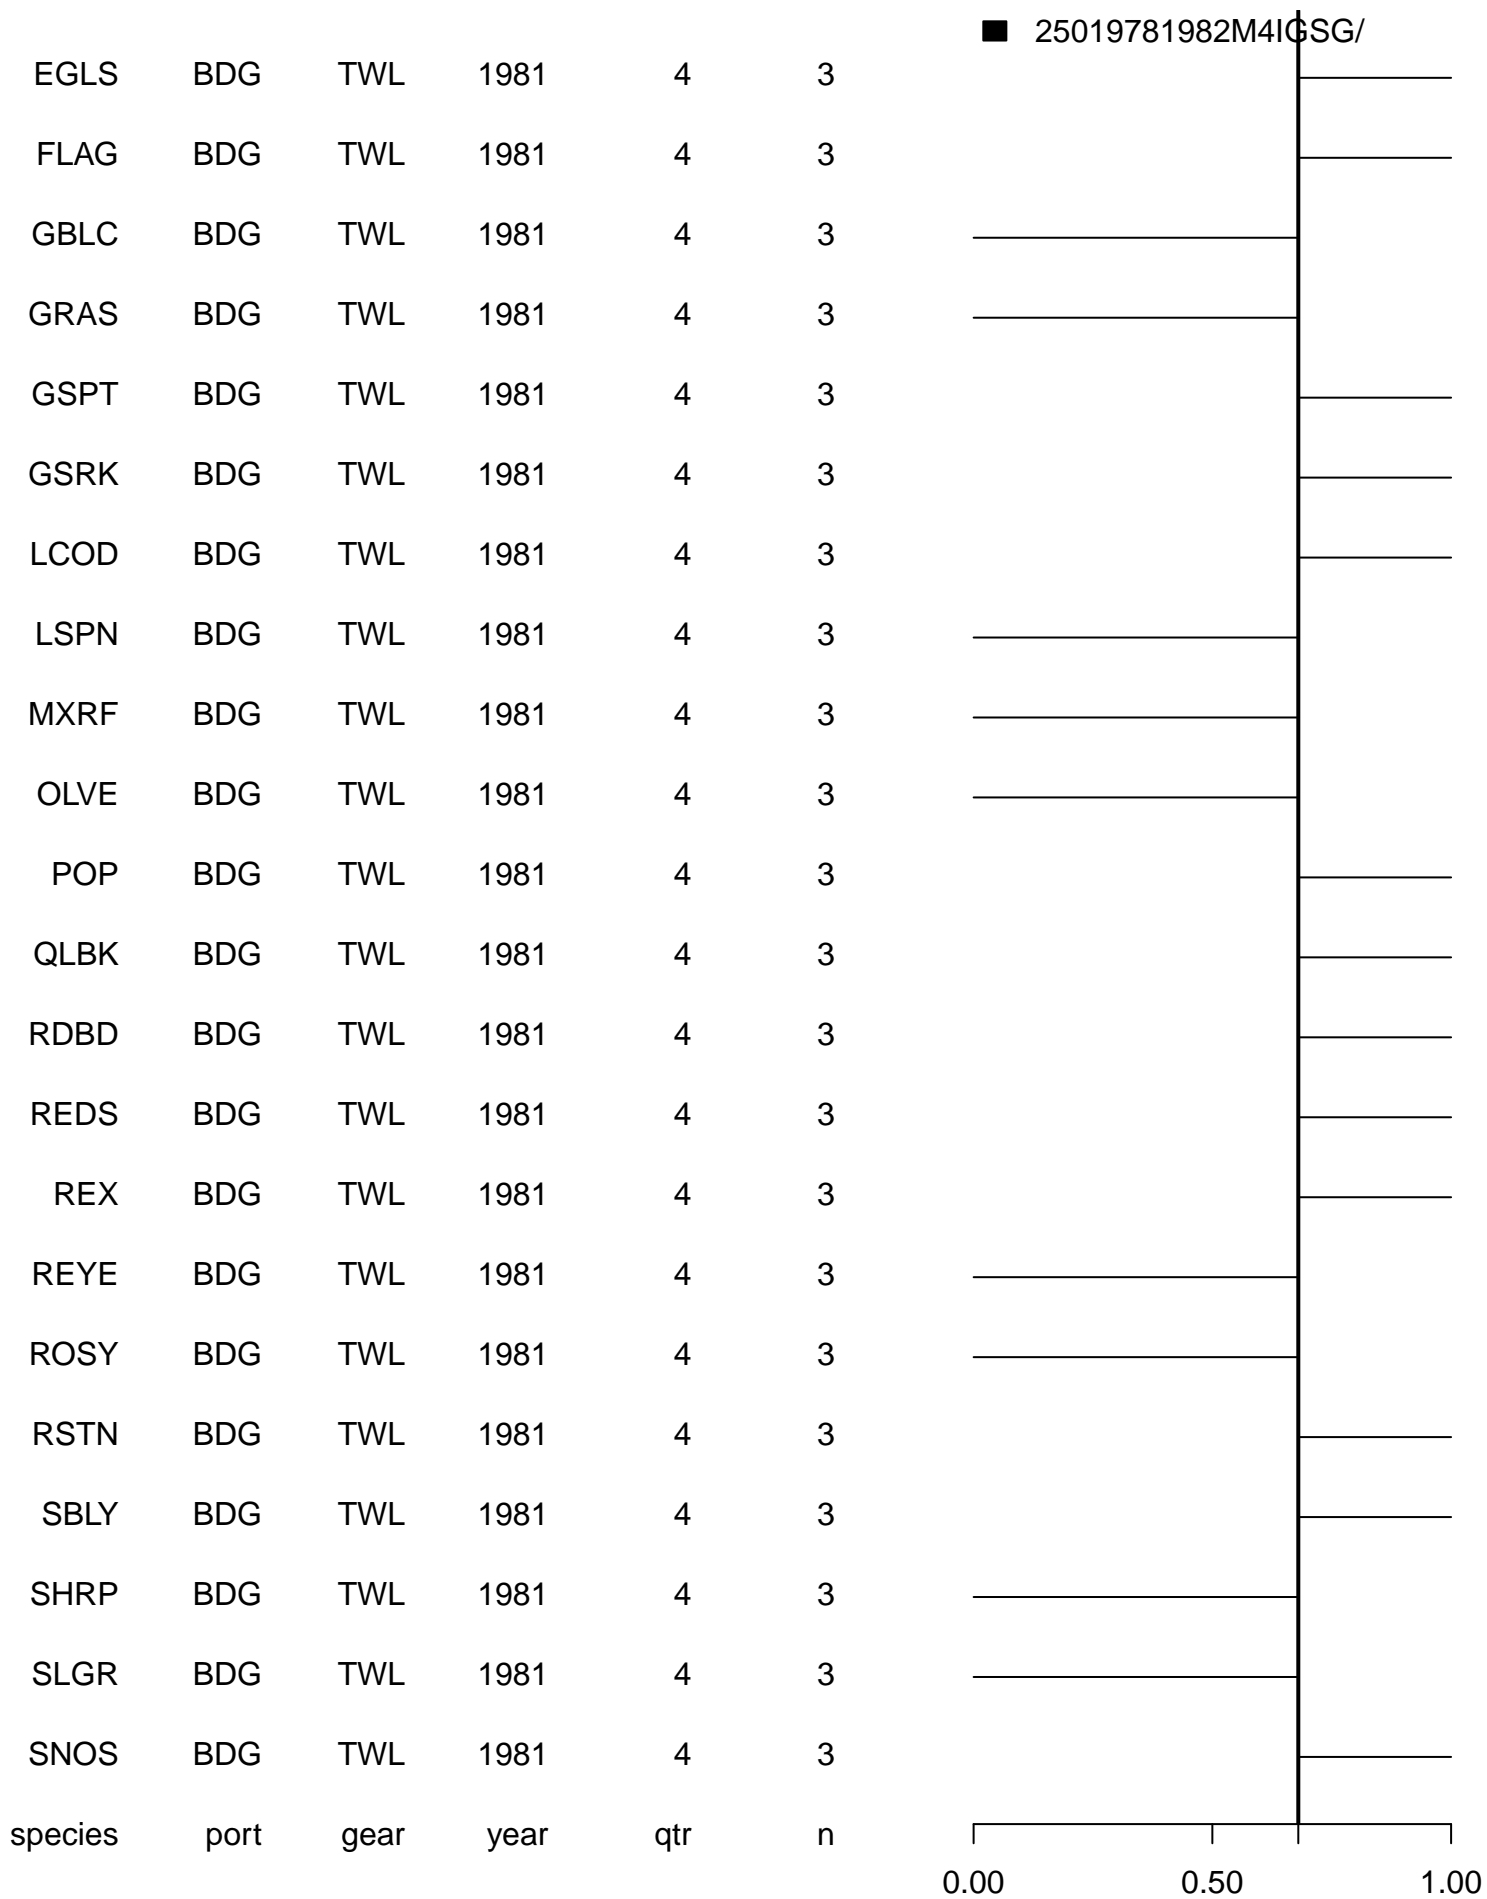 25019781982M4IGSG/
EGLS BDG TWL 1981 4 3
FLAG BDG TWL 1981 4 3
GBLC BDG TWL 1981 4 3
GRAS BDG TWL 1981 4 3
GSPT BDG TWL 1981 4 3
GSRK BDG TWL 1981 4 3
LCOD BDG TWL 1981 4 3
LSPN BDG TWL 1981 4 3
MXRF BDG TWL 1981 4 3
OLVE BDG TWL 1981 4 3
POP BDG TWL 1981 4 3
QLBK BDG TWL 1981 4 3
RDBD BDG TWL 1981 4 3
REDS BDG TWL 1981 4 3
REX BDG TWL 1981 4 3
REYE BDG TWL 1981 4 3
ROSY BDG TWL 1981 4 3
RSTN BDG TWL 1981 4 3
SBLY BDG TWL 1981 4 3
SHRP BDG TWL 1981 4 3
SLGR BDG TWL 1981 4 3
SNOS BDG TWL 1981 4 3
species port gear year qtr n
0.00 0.50 1.00